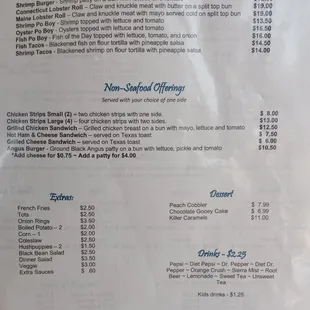 Shrimp Burger - Shrimp
Connecticut Lobster Roll – Claw and knuckle meat with butter on a split top bun $19.00
Maine Lobster Roll – Claw and knuckle meat with mayo served cold on split top bun $19.00
Shrimp Po Boy - Shrimp topped with lettuce and tomato $13.50
Oyster Po Boy - Oysters topped with lettuce and tomato
Fish Po Boy - Fish of the Day topped with lettuce, tomato, and onion $16.00
Fish Tacos - Blackened fish on flour tortilla with pineapple salsa $14.50
Shrimp Tacos – Blackened shrimp on flour tortillas with pineapple salsa $14.00
Non-Seafood Offerings
Served with your choice of one side
Chicken Strips Small (2) – two chicken strips with one side $ 8.00
Chicken Strips Large (4) – four chicken strips with two sides. $13.00
Grilled Chicken Sandwich – Grilled chicken breast on a bun with mayo, lettuce and tomato $12.50
Hot Ham & Cheese Sandwich – served on Texas toast $ 7.50
Grilled Cheese Sandwich – served on Texas toast $ 6.00
Angus Burger - Ground Black Angus patty on a bun with lettuce, pickle and tomato $10.50
*Add cheese for $0.75 – Add a patty for $4.00
Extras:
French Fries $2.50
Tots $2.50
Onion Rings $3.50
Boiled Potato – 2 $2.00
Corn – 1 $2.00
Coleslaw $2.50
Hushpuppies – 2 $1.50
Black Bean Salad $2.50
Dinner Salad $3.50
Veggie $3.00
Extra Sauces $ .60
Dessert
Peach Cobbler $ 7.99
Chocolate Gooey Cake $ 6.99
Killer Caramels $11.00
Drinks - $2.25
Pepsi ~ Diet Pepsi ~ Dr. Pepper ~ Diet Dr.
Pepper ~ Orange Crush ~ Sierra Mist ~ Root
Beer ~ Lemonade ~ Sweet Tea ~ Unsweet
Tea
Kids drinks - $1.25